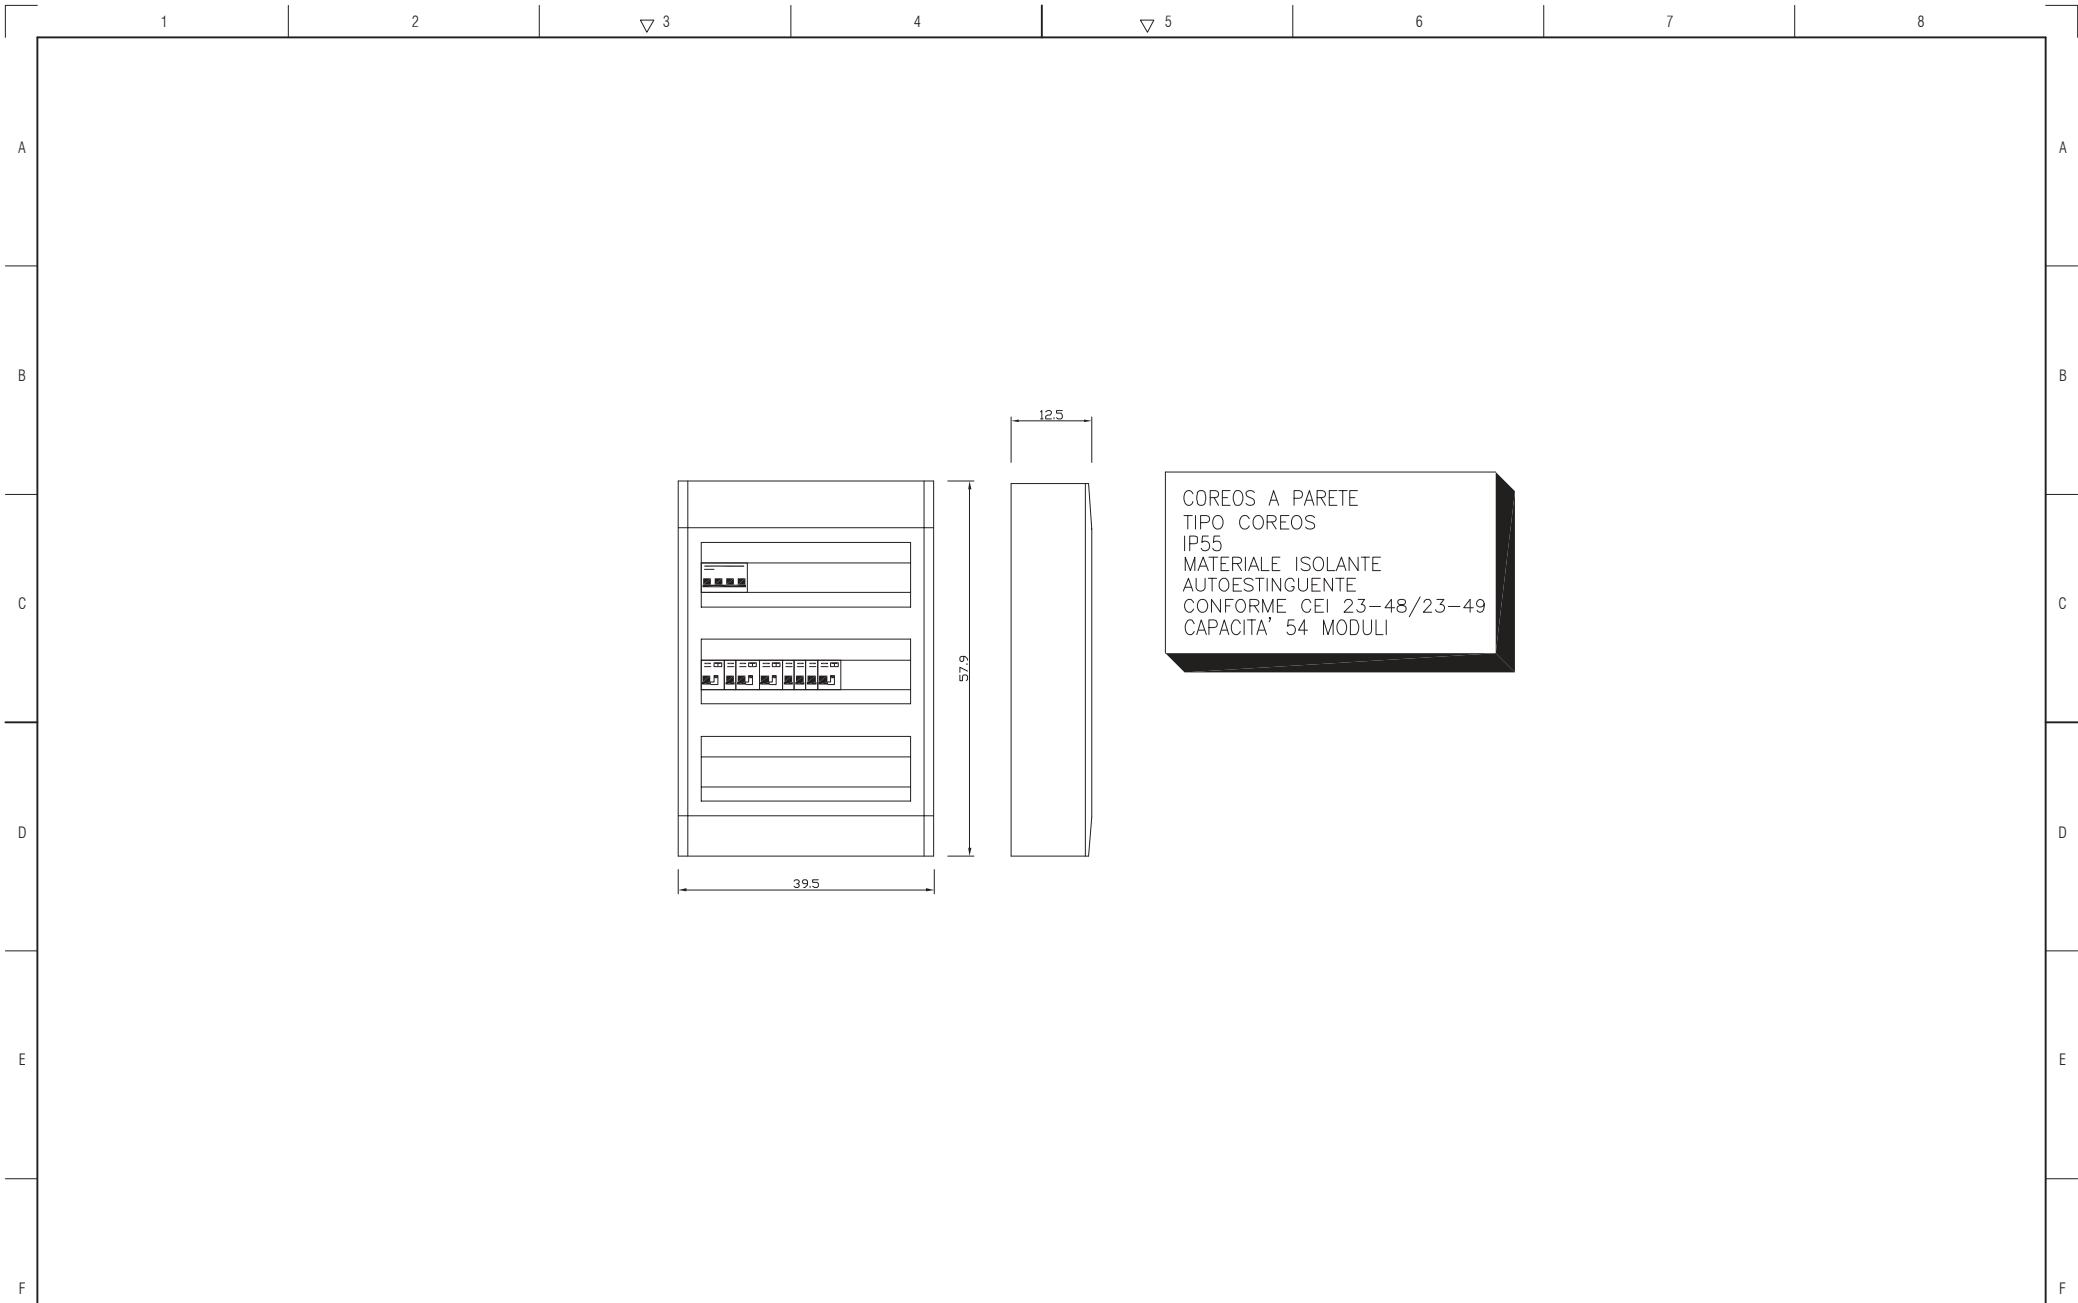 1 2 3 4 5 6 7 8
A A
B B
12.5
COREOS A PARETE
TIPO COREOS
IP55
MATERIALE ISOLANTE
AUTOESTINGUENTE
CONFORME CEI 23-48/23-49
CAPACITA' 54 MODULI
C C
57.9
D D
39.5
E E
F F